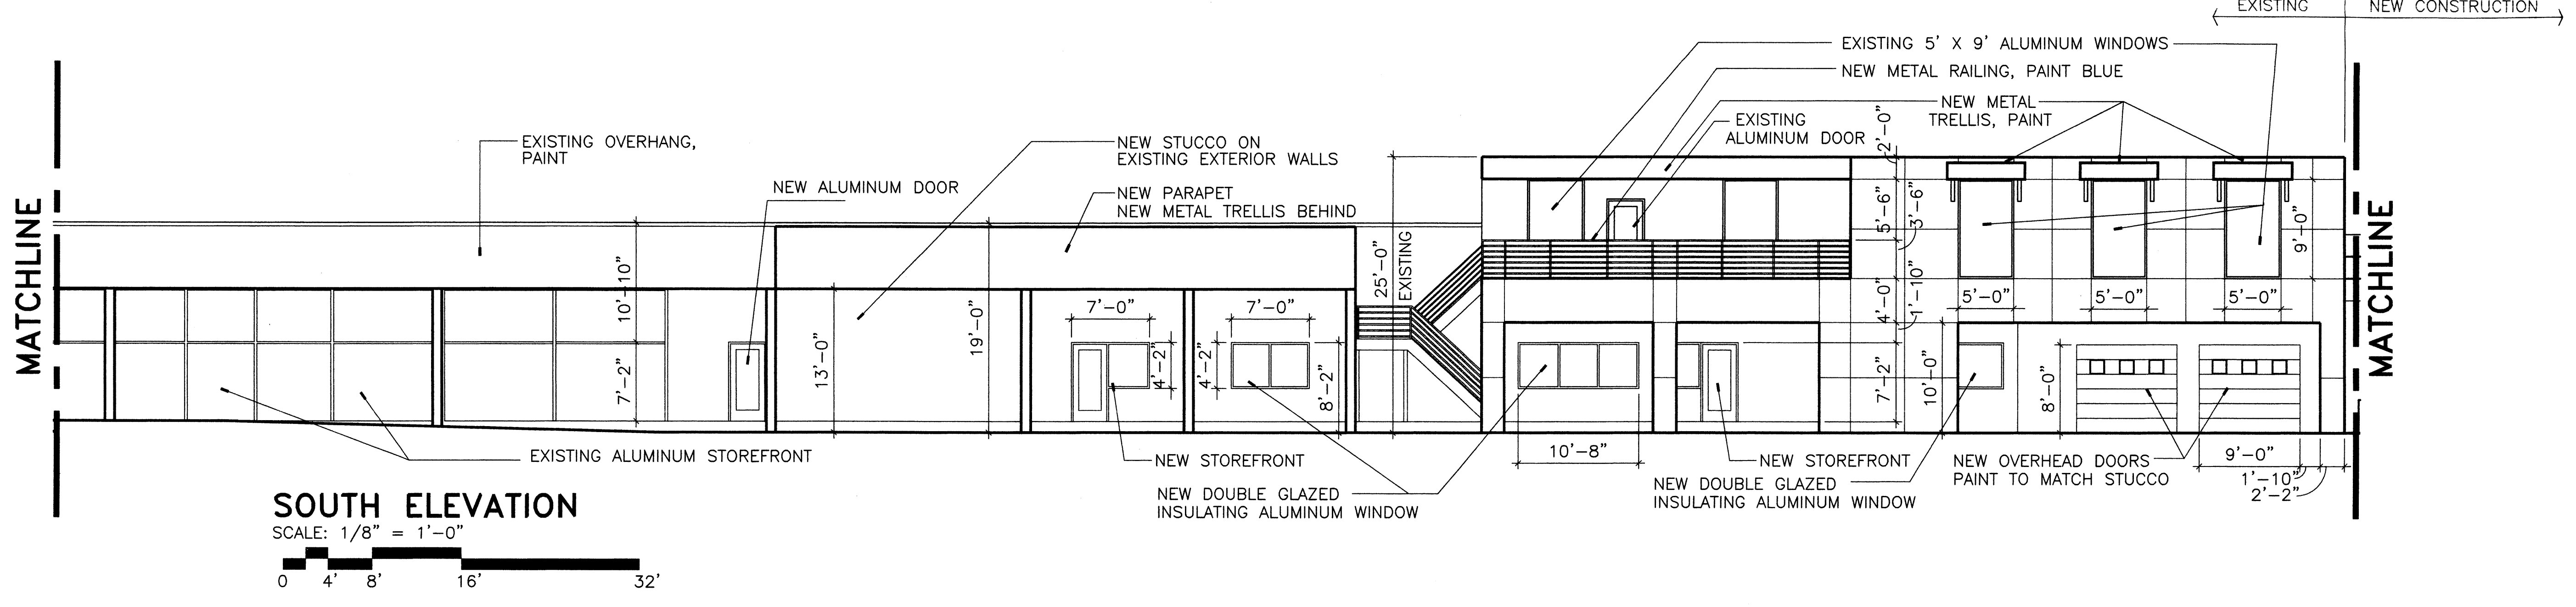 EXISTING
NEW CONSTRUCTION
EXISTING 5' X 9' ALUMINUM WINDOWS
NEW METAL RAILING, PAINT BLUE
NEW METAL
TRELLIS, PAINT
EXISTING
ALUMINUM DOOR
EXISTING OVERHANG,
PAINT
NEW STUCCO ON
EXISTING EXTERIOR WALLS
NEW ALUMINUM DOOR
NEW PARAPET
NEW METAL TRELLIS BEHIND
MATCHLINE
10'-10"
7'-2"
13'-0"
19'-0"
7'-0"
4'-2"
7'-0"
4'-2"
8'-2"
25'-0"
EXISTING
2'-0"
5'-6"
3'-6"
1'-10"
4'-0"
7'-2"
10'-0"
9'-0"
5'-0"
5'-0"
5'-0"
8'-0"
MATCHLINE
10'-8"
9'-0"
1'-10"
2'-2"
EXISTING ALUMINUM STOREFRONT
NEW STOREFRONT
NEW DOUBLE GLAZED
INSULATING ALUMINUM WINDOW
NEW STOREFRONT
NEW DOUBLE GLAZED
INSULATING ALUMINUM WINDOW
NEW OVERHEAD DOORS
PAINT TO MATCH STUCCO
SOUTH ELEVATION
SCALE: 1/8" = 1'-0"
0 4' 8' 16' 32'